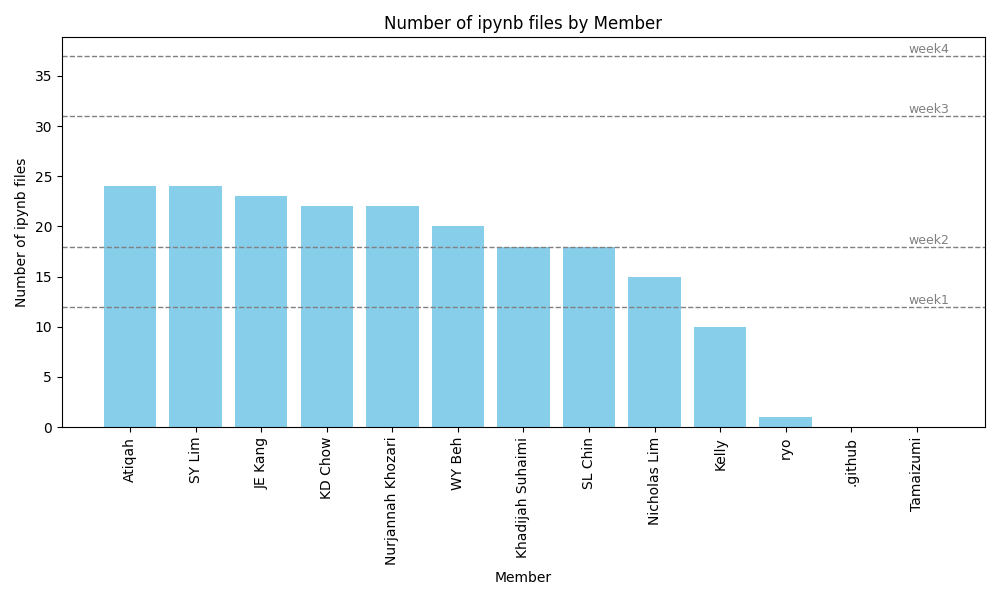 Number of ipynb files by Member
Number of ipynb files
35
30
25
20
15
10
5
0
week4
week3
week2
week1
Atiqah
SY Lim
JE Kang
KD Chow
Nurjannah Khozari
WY Beh
Khadijah Suhaimi
SL Chin
Nicholas Lim
Kelly
ryo
.github
Tamaizumi
Member